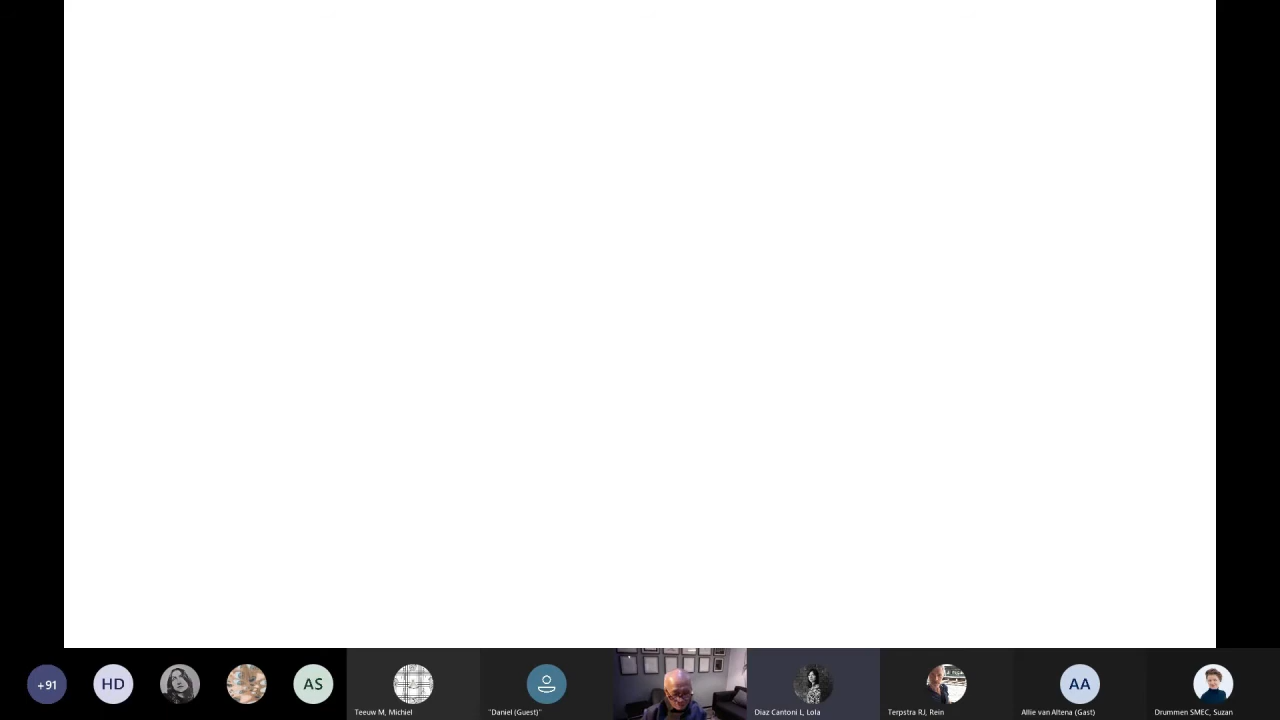 +91
HD
AS
Teeuw M, Michiel
"Daniel (Guest)"
Diaz Cantoni L, Lola
Terpstra RJ, Rein
AA
Allie van Altena (Gast)
Drummen SMEC, Suzan